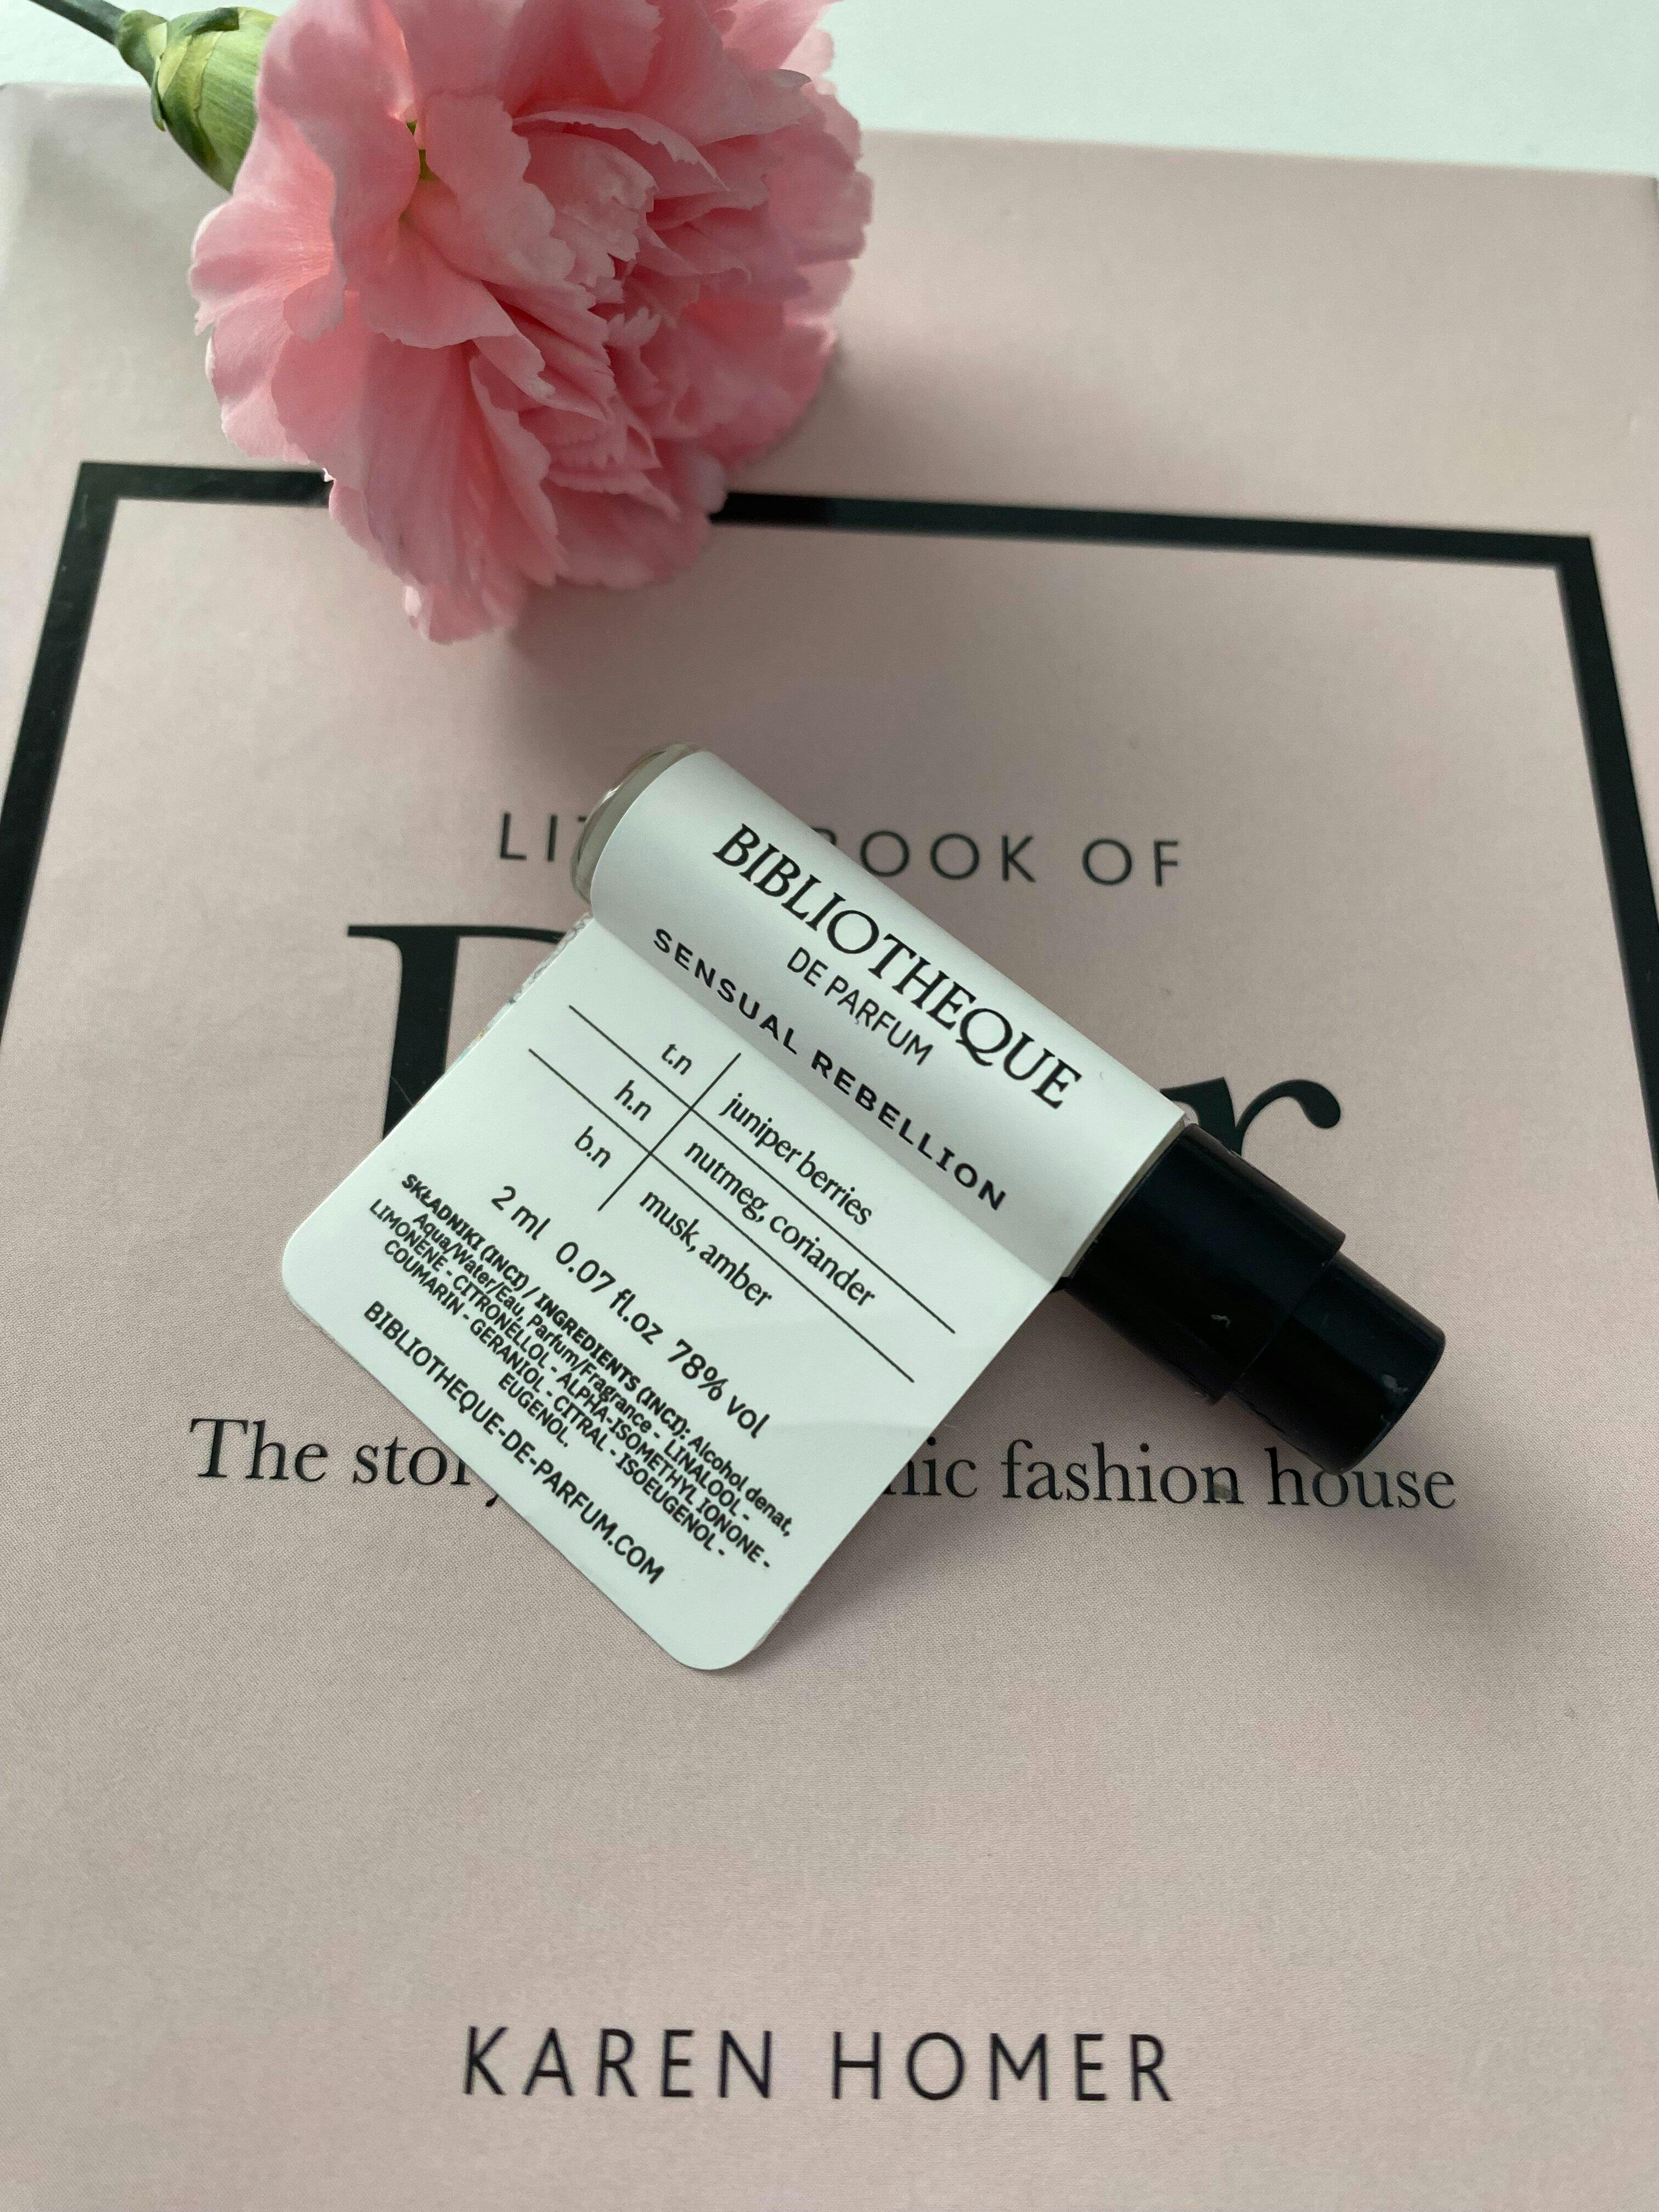 LI BOOK OF
r
The stor nic fashion house
KAREN HOMER
BIBLIOTHEQUE
DE PARFUM
SENSUAL REBELLION
t.n juniper berries
h.n nutmeg, coriander
b.n musk, amber
2 ml 0.07 fl.oz 78% vol
SKŁADNIKI (INCI) / INGREDIENTS (INCI): Alcohol denat,
Aqua/Water/Eau, Parfum/Fragrance - LINALOOL -
LIMONENE - CITRONELLOL - ALPHA-ISOMETHYL IONONE -
COUMARIN - GERANIOL - CITRAL - ISOEUGENOL -
EUGENOL.
BIBLIOTHEQUE-DE-PARFUM.COM